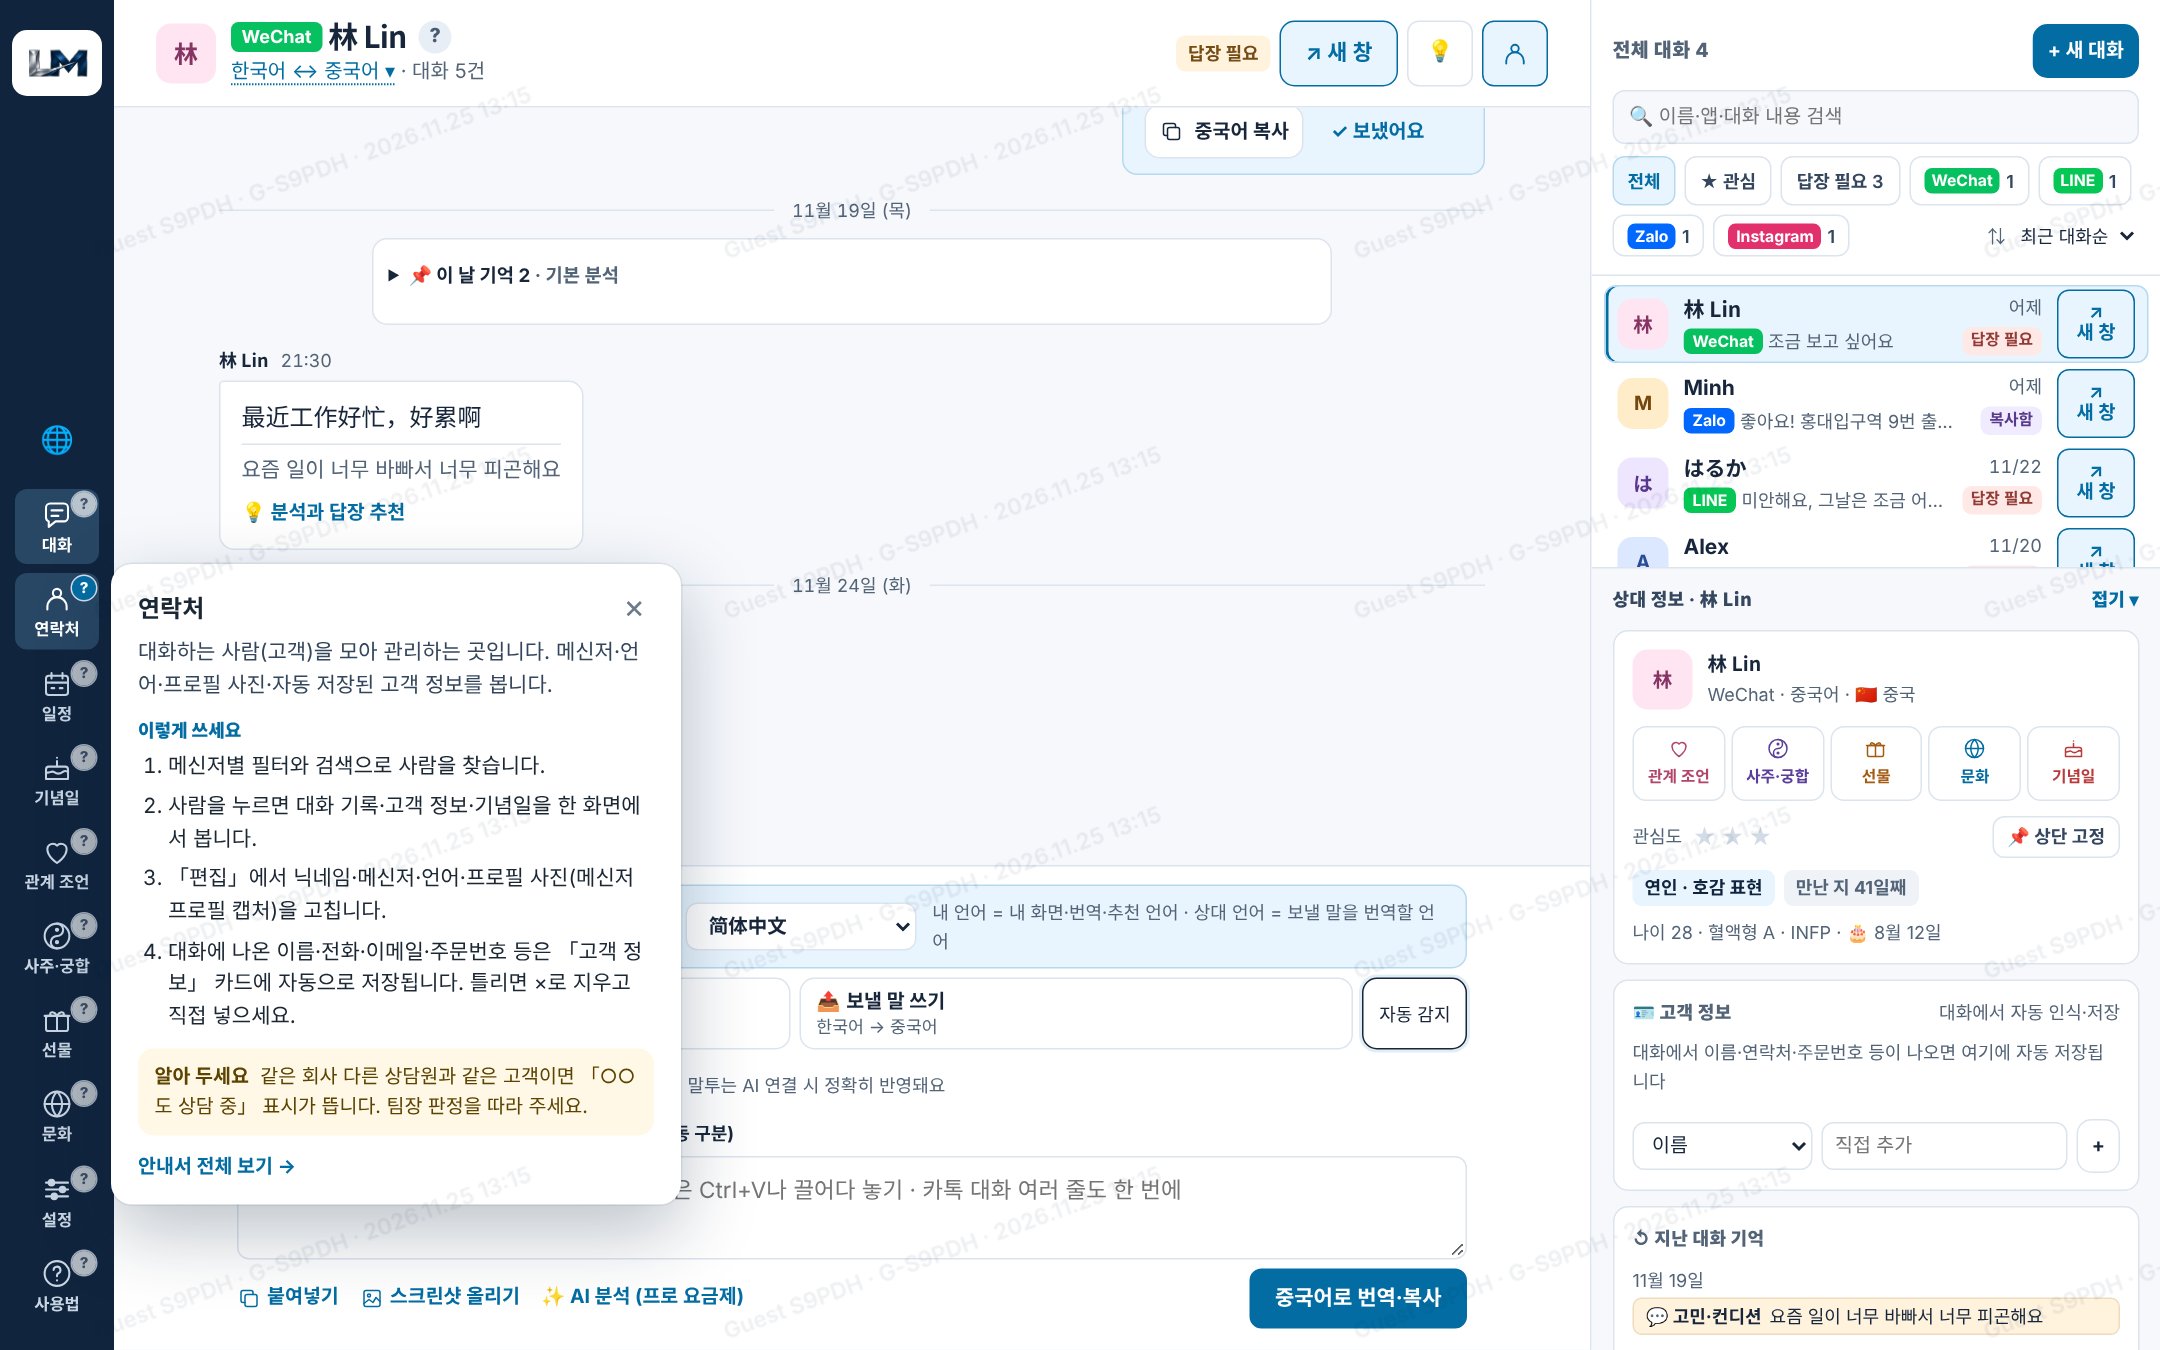 LM
대화
연락처
일정
기념일
관계 조언
사주·궁합
선물
문화
설정
사용법
林
WeChat 林 Lin ?
한국어 ↔ 중국어 ▾ · 대화 5건
답장 필요
↗ 새 창
중국어 복사
✓ 보냈어요
11월 19일 (목)
▶ 📌 이 날 기억 2 · 기본 분석
林 Lin 21:30
最近工作好忙，好累啊
요즘 일이 너무 바빠서 너무 피곤해요
💡 분석과 답장 추천
11월 24일 (화)
연락처
대화하는 사람(고객)을 모아 관리하는 곳입니다. 메신저·언
어·프로필 사진·자동 저장된 고객 정보를 봅니다.
이렇게 쓰세요
1. 메신저별 필터와 검색으로 사람을 찾습니다.
2. 사람을 누르면 대화 기록·고객 정보·기념일을 한 화면에
서 봅니다.
3. 「편집」에서 닉네임·메신저·언어·프로필 사진(메신저
프로필 캡처)을 고칩니다.
4. 대화에 나온 이름·전화·이메일·주문번호 등은 「고객 정
보」 카드에 자동으로 저장됩니다. 틀리면 ×로 지우고
직접 넣으세요.
알아 두세요 같은 회사 다른 상담원과 같은 고객이면 「○○
도 상담 중」 표시가 뜹니다. 팀장 판정을 따라 주세요.
안내서 전체 보기 →
简体中文
내 언어 = 내 화면·번역·추천 언어 · 상대 언어 = 보낼 말을 번역할 언
어
📤 보낼 말 쓰기
한국어 → 중국어
자동 감지
말투는 AI 연결 시 정확히 반영돼요
구분)
Ctrl+V나 끌어다 놓기 · 카톡 대화 여러 줄도 한 번에
붙여넣기
스크린샷 올리기
✨ AI 분석 (프로 요금제)
중국어로 번역·복사
전체 대화 4
+ 새 대화
🔍 이름·앱·대화 내용 검색
전체
★ 관심
답장 필요 3
WeChat 1
LINE 1
Zalo 1
Instagram 1
⇅ 최근 대화순
林
林 Lin
어제
WeChat 조금 보고 싶어요
답장 필요
↗
새 창
M
Minh
어제
Zalo 좋아요! 홍대입구역 9번 출...
복사함
↗
새 창
は
はるか
11/22
LINE 미안해요, 그날은 조금 어...
답장 필요
↗
새 창
A
Alex
11/20
↗
상대 정보 · 林 Lin
접기 ▾
林
林 Lin
WeChat · 중국어 · 🇨🇳 중국
관계 조언
사주·궁합
선물
문화
기념일
관심도 ★ ★ ★
📌 상단 고정
연인 · 호감 표현
만난 지 41일째
나이 28 · 혈액형 A · INFP · 🎂 8월 12일
🪪 고객 정보
대화에서 자동 인식·저장
대화에서 이름·연락처·주문번호 등이 나오면 여기에 자동 저장됩
니다
이름
직접 추가
+
지난 대화 기억
11월 19일
💬 고민·컨디션 요즘 일이 너무 바빠서 너무 피곤해요
Guest S9PDH · G-S9PDH · 2026.11.25 13:15